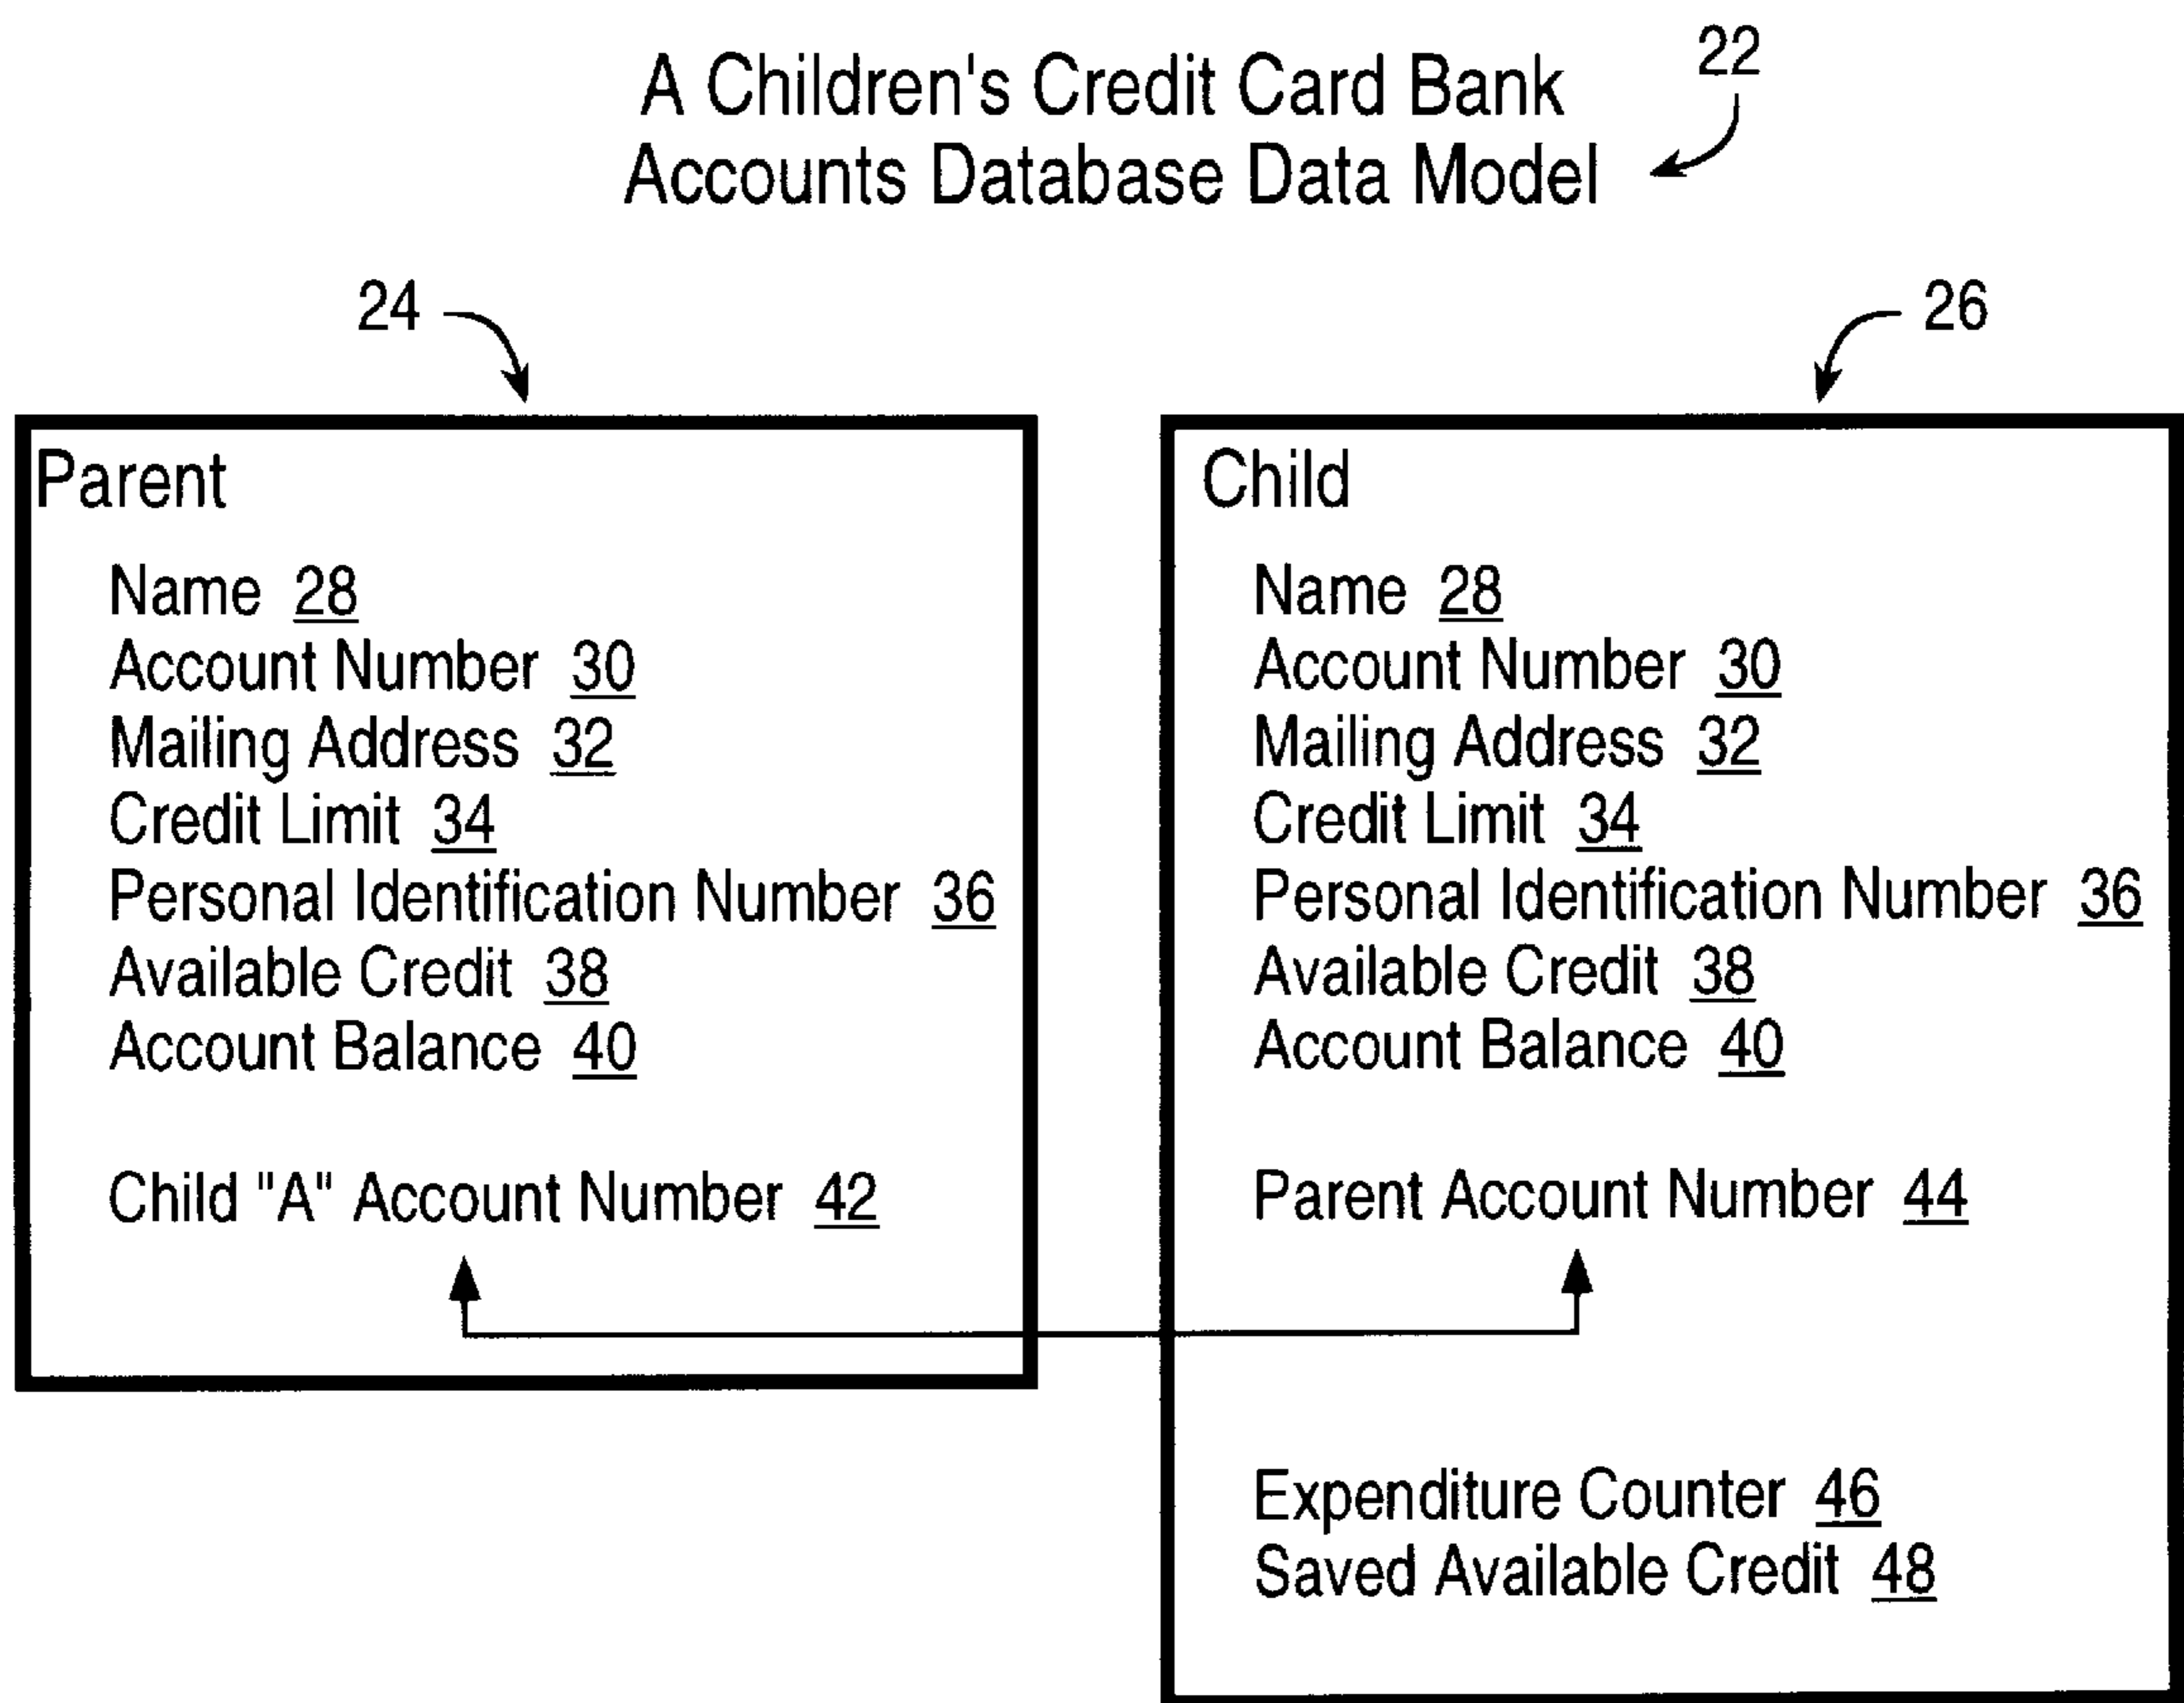 A Children's Credit Card Bank
Accounts Database Data Model
22
24
26
Parent
Name 28
Account Number 30
Mailing Address 32
Credit Limit 34
Personal Identification Number 36
Available Credit 38
Account Balance 40
Child "A" Account Number 42
Child
Name 28
Account Number 30
Mailing Address 32
Credit Limit 34
Personal Identification Number 36
Available Credit 38
Account Balance 40
Parent Account Number 44
Expenditure Counter 46
Saved Available Credit 48